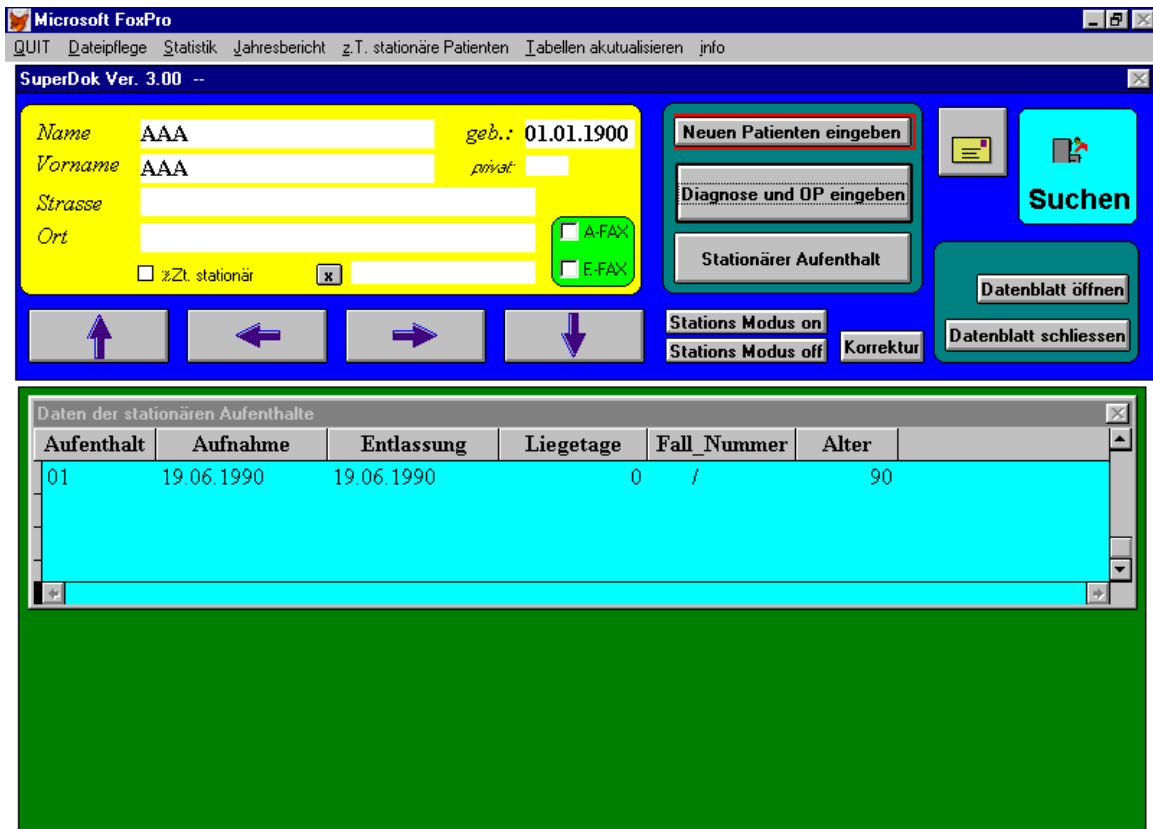 Microsoft FoxPro
QUIT Dateipflege Statistik Jahresbericht z.T. stationäre Patienten Tabellen akutualisieren info
SuperDok Ver. 3.00 --
Name AAA geb.: 01.01.1900
Vorname AAA privat:
Strasse
Ort
A-FAX
z.Zt. stationär x E-FAX
Neuen Patienten eingeben
Diagnose und OP eingeben
Stationärer Aufenthalt
Suchen
Datenblatt öffnen
Datenblatt schliessen
Stations Modus on
Stations Modus off Korrektur
Daten der stationären Aufenthalte
Aufenthalt Aufnahme Entlassung Liegetage Fall_Nummer Alter
01 19.06.1990 19.06.1990 0 / 90